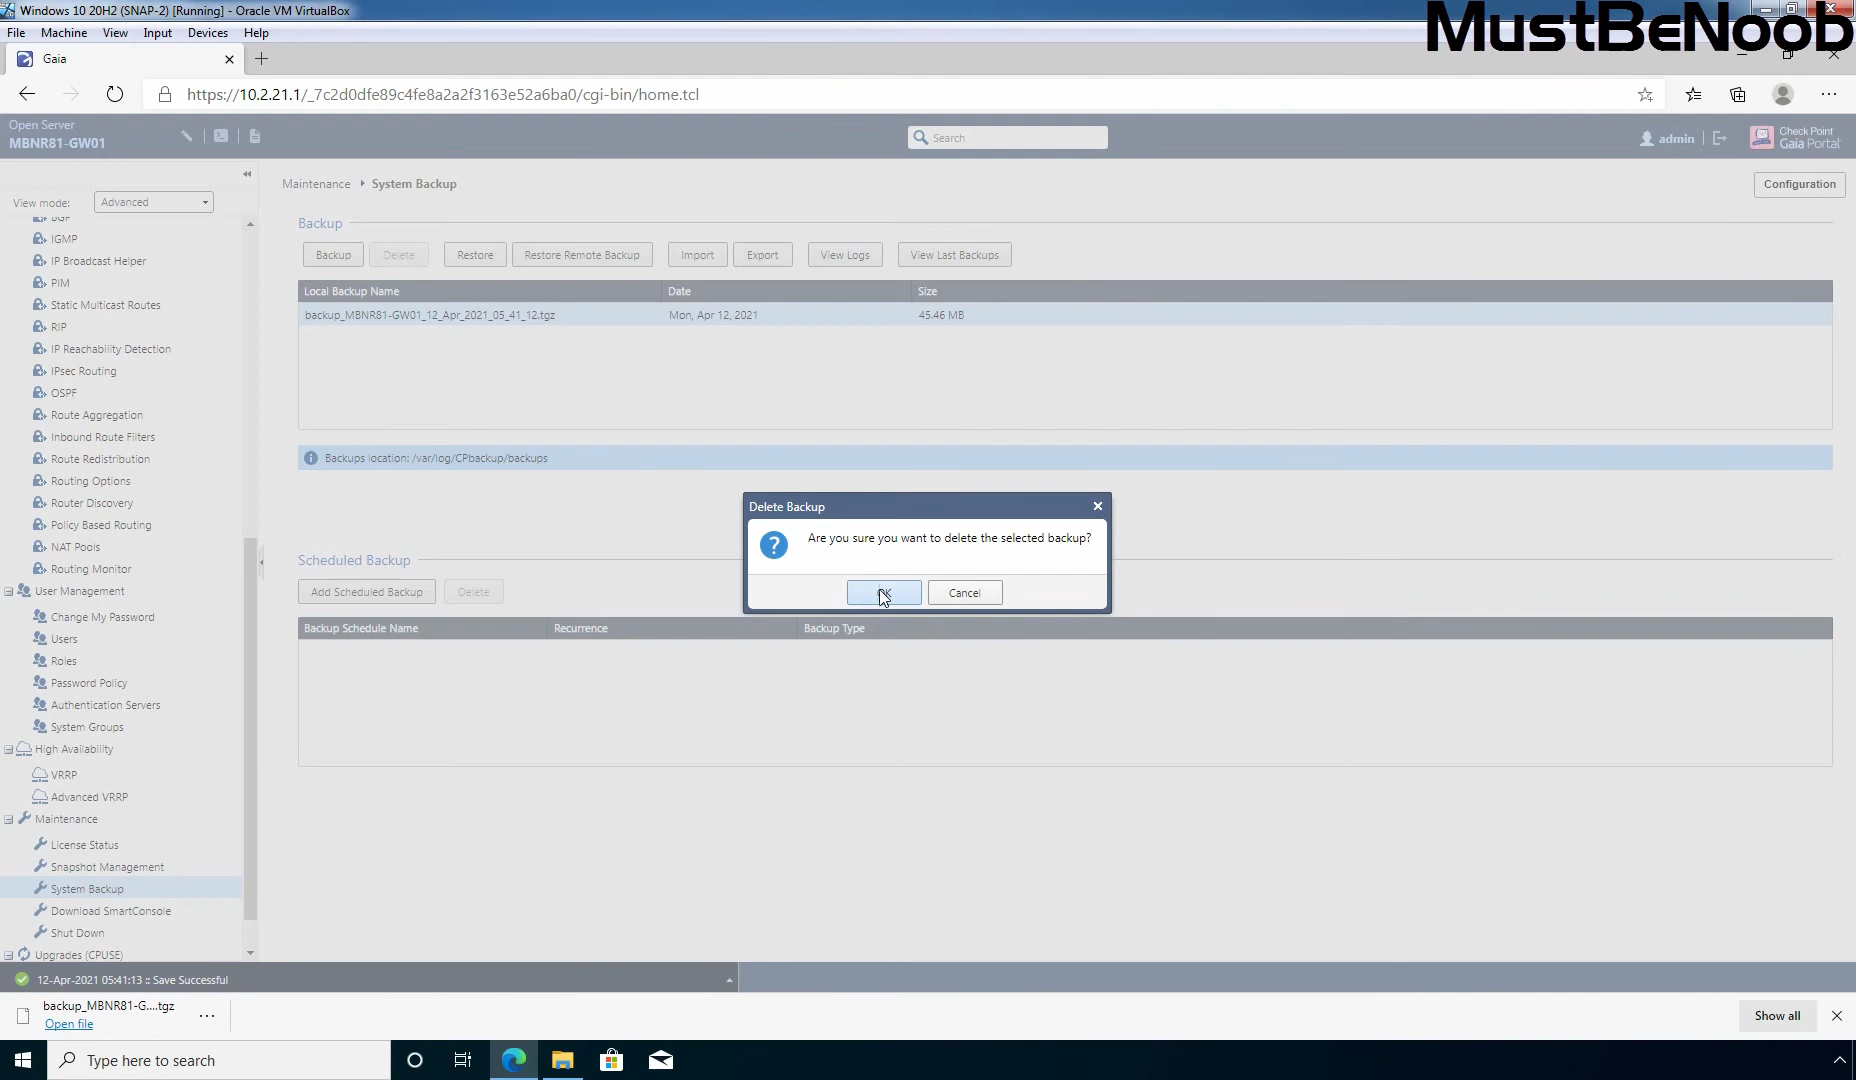 Windows 10 20H2 (SNAP-2) [Running] - Oracle VM VirtualBox
MustBeNoob
File Machine View Input Devices Help
Gaia
https://10.2.21.1/_7c2d0dfe89c4fe8a2a2f3163e52a6ba0/cgi-bin/home.tcl
Open Server
MBNR81-GW01
Search
admin
Check Point
Gaia Portal
View mode: Advanced
Maintenance System Backup
Configuration
IGMP
IP Broadcast Helper
PIM
Static Multicast Routes
RIP
IP Reachability Detection
IPsec Routing
OSPF
Route Aggregation
Inbound Route Filters
Route Redistribution
Routing Options
Router Discovery
Policy Based Routing
NAT Pools
Routing Monitor
User Management
Change My Password
Users
Roles
Password Policy
Authentication Servers
System Groups
High Availability
VRRP
Advanced VRRP
Maintenance
License Status
Snapshot Management
System Backup
Download SmartConsole
Shut Down
Upgrades (CPUSE)
Backup
Backup Delete Restore Restore Remote Backup Import Export View Logs View Last Backups
Local Backup Name Date Size
backup_MBNR81-GW01_12_Apr_2021_05_41_12.tgz Mon, Apr 12, 2021 45.46 MB
Backups location: /var/log/CPbackup/backups
Delete Backup
Are you sure you want to delete the selected backup?
Cancel
Scheduled Backup
Add Scheduled Backup Delete
Backup Schedule Name Recurrence Backup Type
12-Apr-2021 05:41:13 :: Save Successful
backup_MBNR81-G....tgz
Open file
Show all
Type here to search